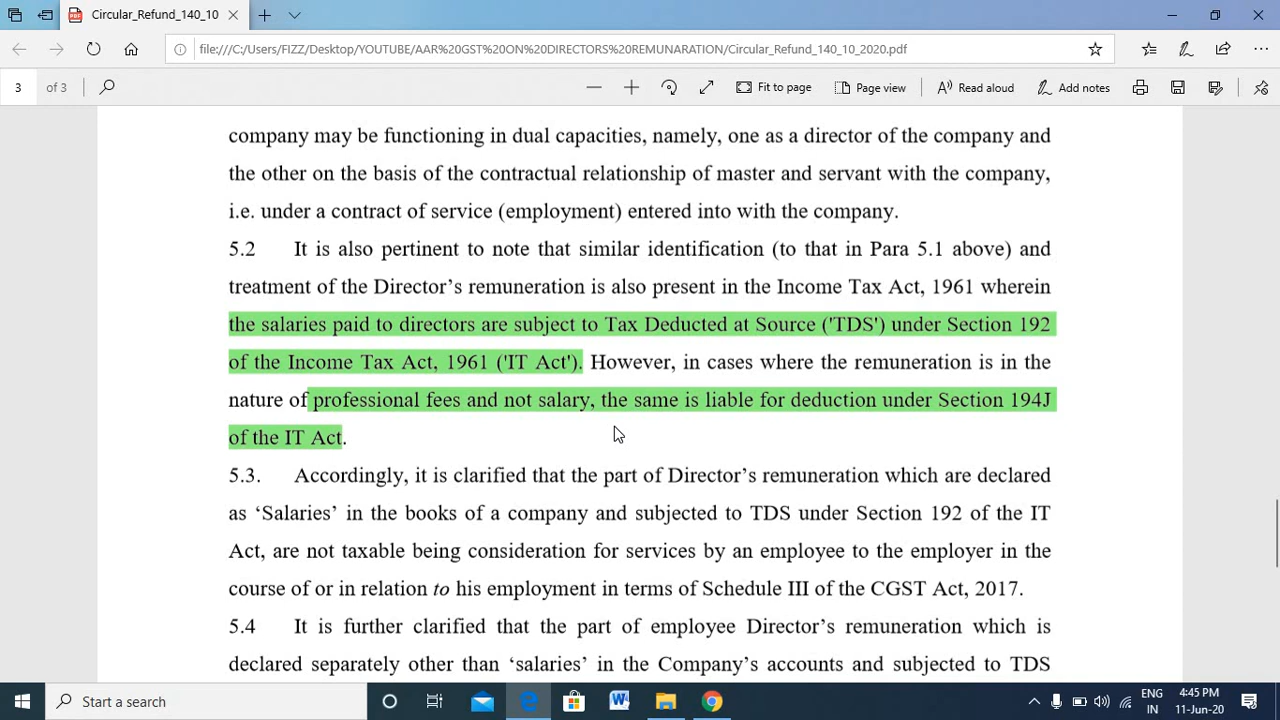 Circular_Refund_140_10
file:///C:/Users/FIZZ/Desktop/YOUTUBE/AAR%20GST%20ON%20DIRECTORS%20REMUNARATION/Circular_Refund_140_10_2020.pdf
3 of 3 Fit to page Page view Read aloud Add notes
company may be functioning in dual capacities, namely, one as a director of the company and
the other on the basis of the contractual relationship of master and servant with the company,
i.e. under a contract of service (employment) entered into with the company.
5.2 It is also pertinent to note that similar identification (to that in Para 5.1 above) and
treatment of the Director’s remuneration is also present in the Income Tax Act, 1961 wherein
the salaries paid to directors are subject to Tax Deducted at Source ('TDS') under Section 192
of the Income Tax Act, 1961 ('IT Act'). However, in cases where the remuneration is in the
nature of professional fees and not salary, the same is liable for deduction under Section 194J
of the IT Act.
5.3. Accordingly, it is clarified that the part of Director’s remuneration which are declared
as ‘Salaries’ in the books of a company and subjected to TDS under Section 192 of the IT
Act, are not taxable being consideration for services by an employee to the employer in the
course of or in relation to his employment in terms of Schedule III of the CGST Act, 2017.
5.4 It is further clarified that the part of employee Director’s remuneration which is
declared separately other than ‘salaries’ in the Company’s accounts and subjected to TDS
Start a search
ENG 4:45 PM
IN 11-Jun-20